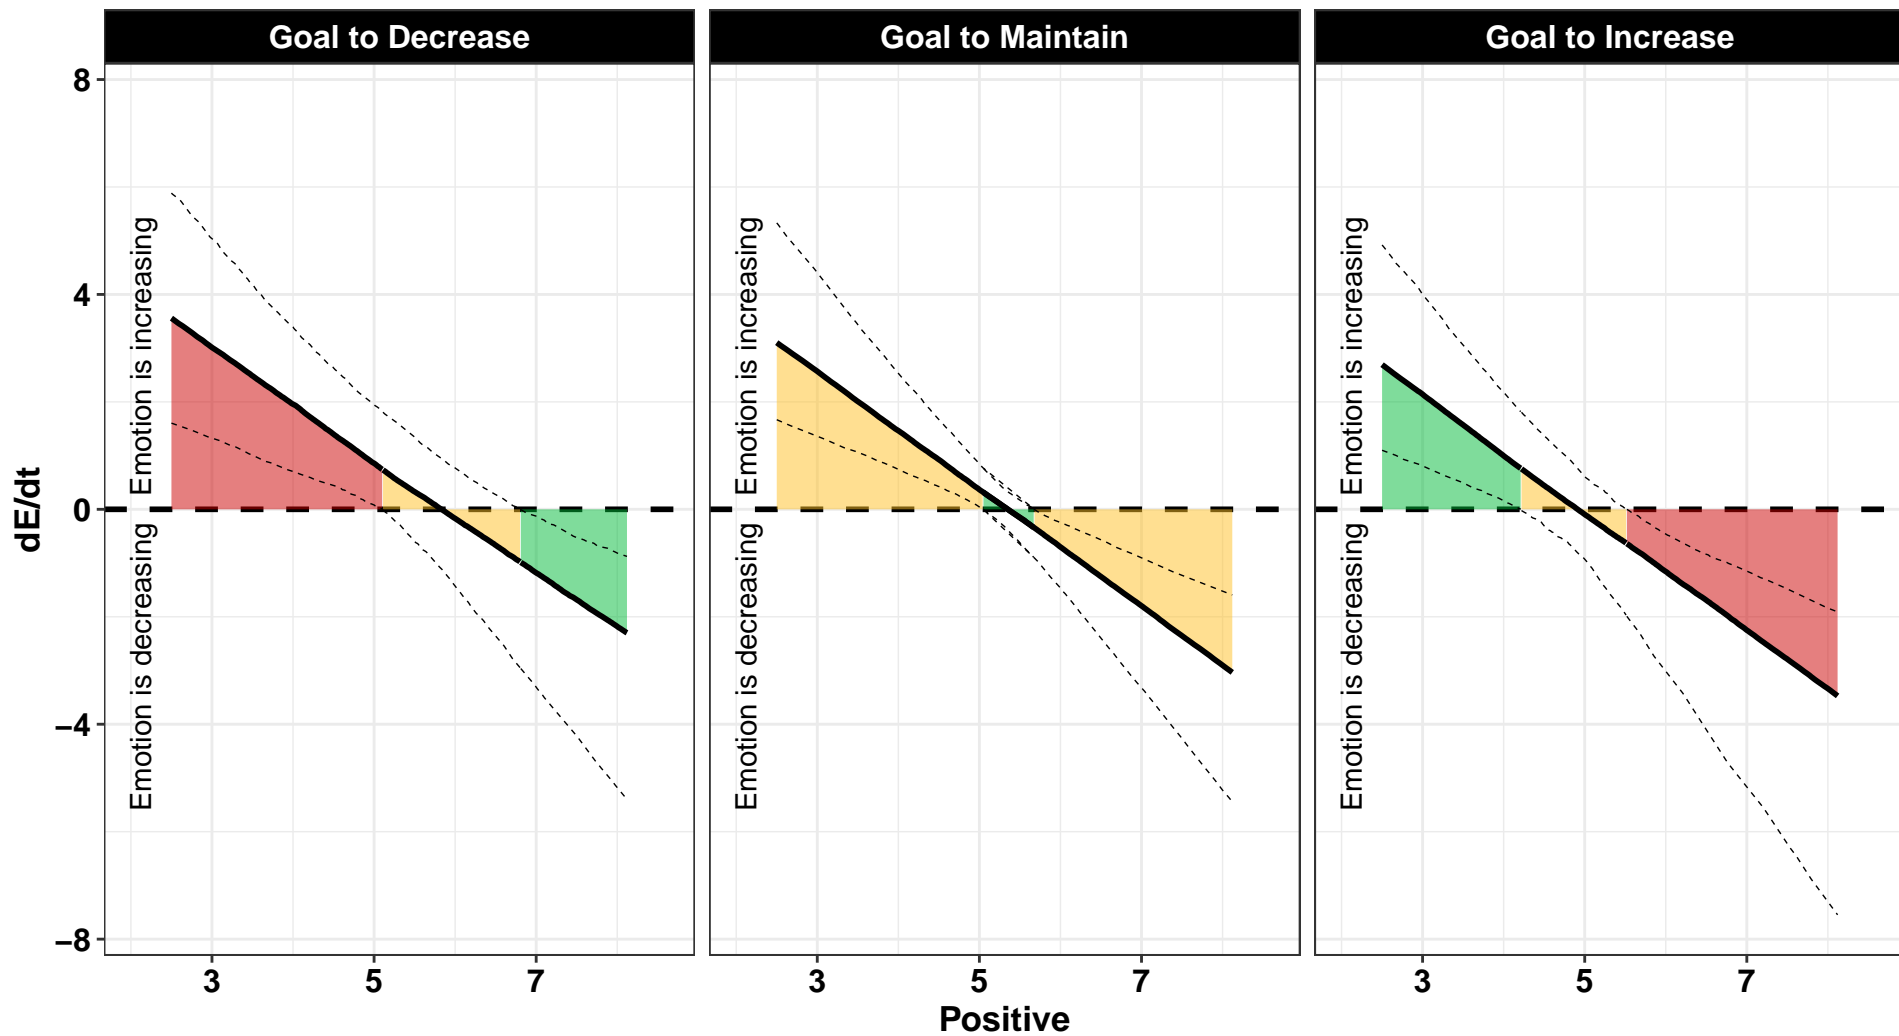 Goal to Decrease
Goal to Maintain
Goal to Increase
dE/dt
8
4
0
−4
−8
Emotion is increasing
Emotion is decreasing
Emotion is increasing
Emotion is decreasing
Emotion is increasing
Emotion is decreasing
3
5
7
3
5
7
3
5
7
Positive